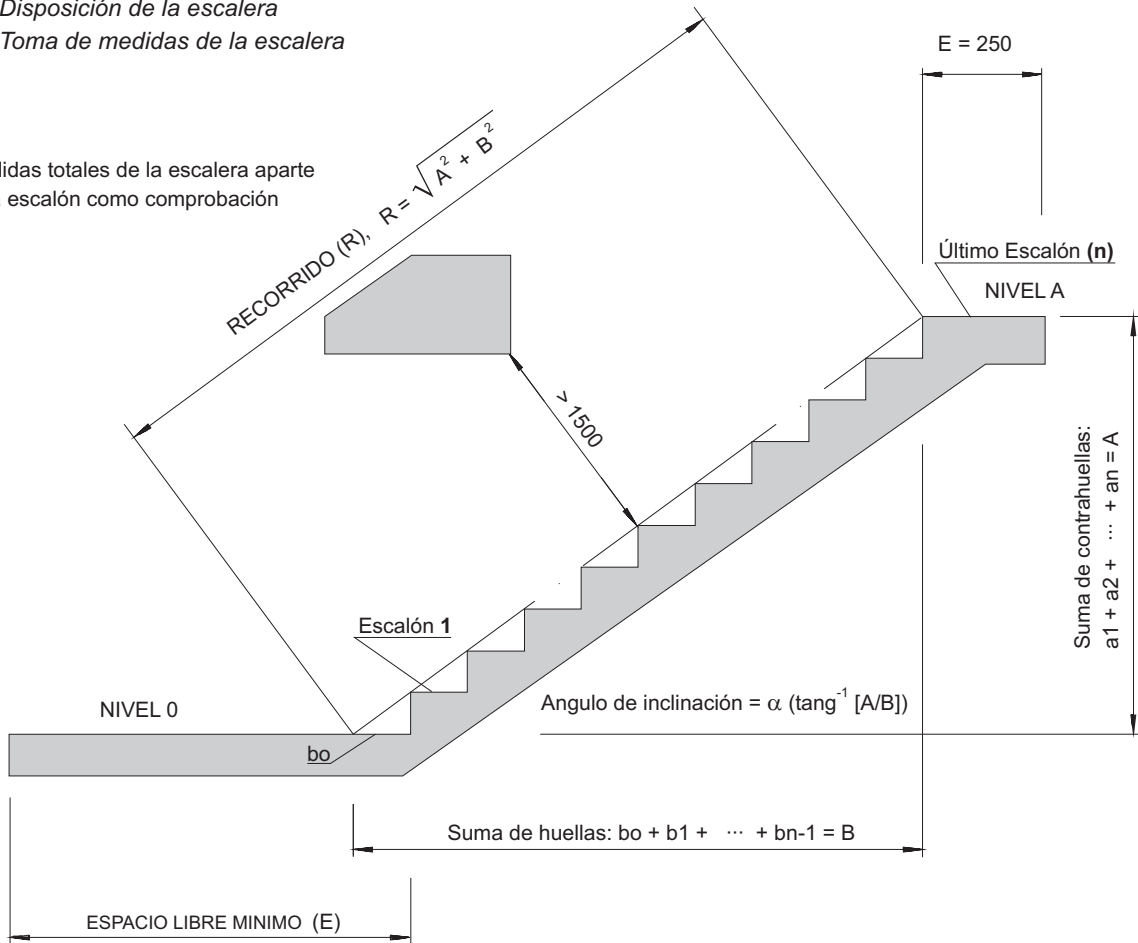 Disposición de la escalera
Toma de medidas de la escalera
E = 250
didas totales de la escalera aparte
escalón como comprobación
RECORRIDO (R), R = √A² + B²
Último Escalón (n)
NIVEL A
> 1500
Suma de contrahuellas:
a1 + a2 + ··· + an = A
Escalón 1
NIVEL 0
Angulo de inclinación = α (tang⁻¹ [A/B])
bo
Suma de huellas: bo + b1 + ··· + bn-1 = B
ESPACIO LIBRE MINIMO (E)